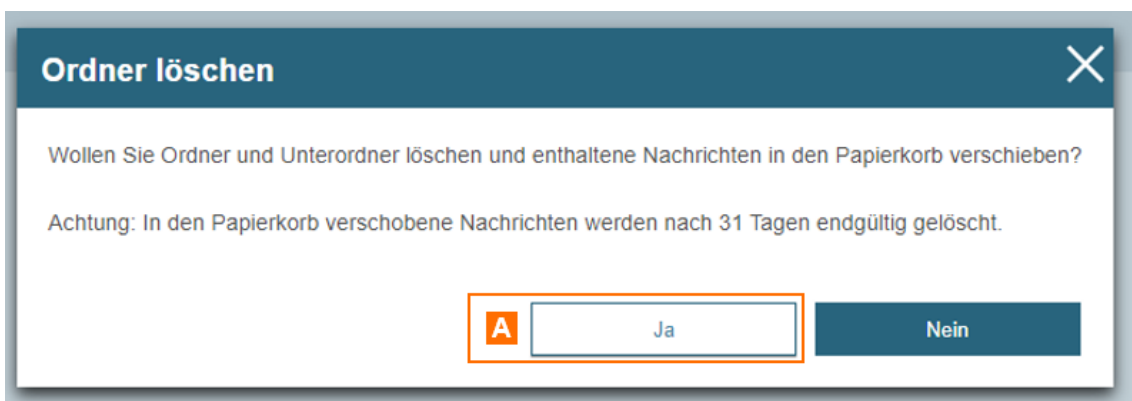 Ordner löschen
Wollen Sie Ordner und Unterordner löschen und enthaltene Nachrichten in den Papierkorb verschieben?
Achtung: In den Papierkorb verschobene Nachrichten werden nach 31 Tagen endgültig gelöscht.
A Ja Nein